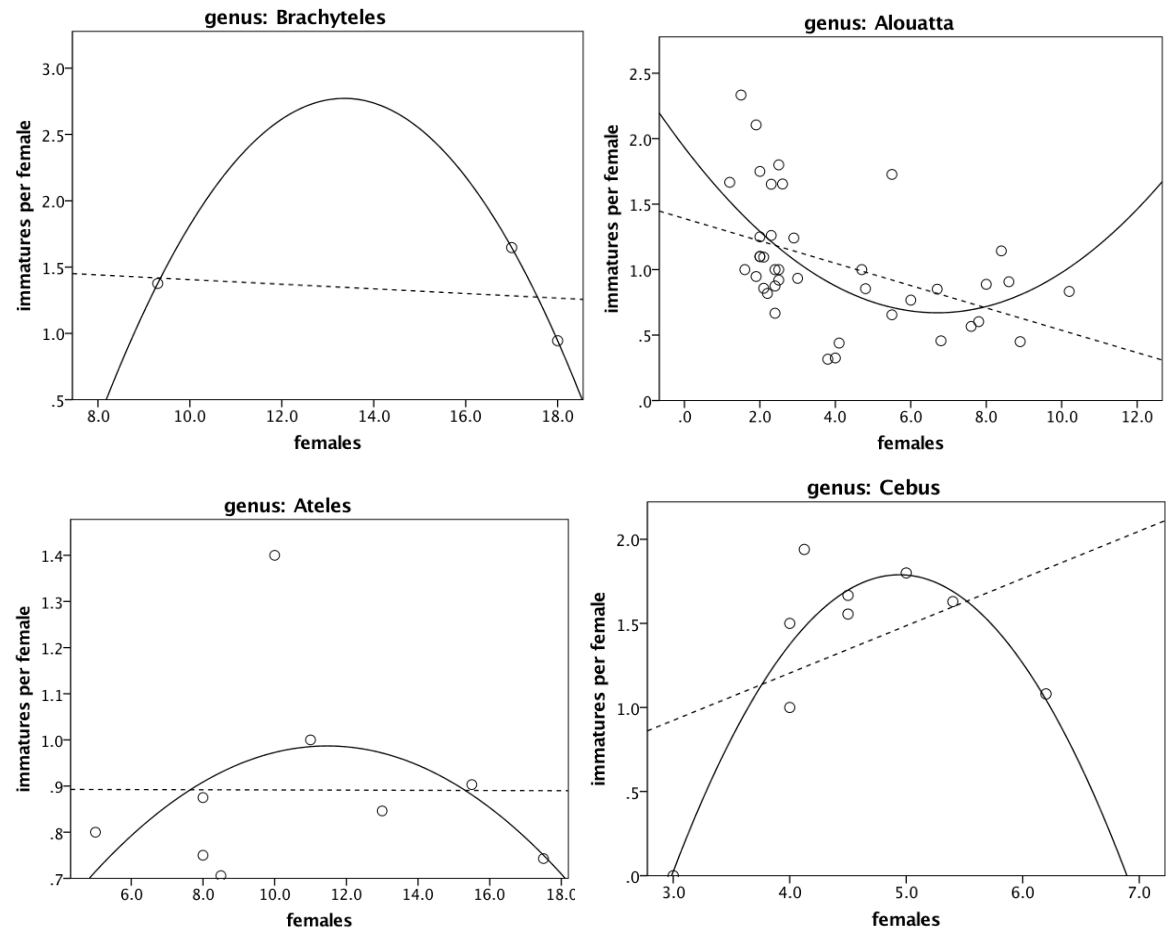 genus: Brachyteles
immatures per female
3.0
2.5
2.0
1.5
1.0
.5
8.0 10.0 12.0 14.0 16.0 18.0
females
genus: Alouatta
immatures per female
2.5
2.0
1.5
1.0
.5
.0
.0 2.0 4.0 6.0 8.0 10.0 12.0
females
genus: Ateles
immatures per female
1.4
1.3
1.2
1.1
1.0
.9
.8
.7
6.0 8.0 10.0 12.0 14.0 16.0 18.0
females
genus: Cebus
immatures per female
2.0
1.5
1.0
.5
.0
3.0 4.0 5.0 6.0 7.0
females